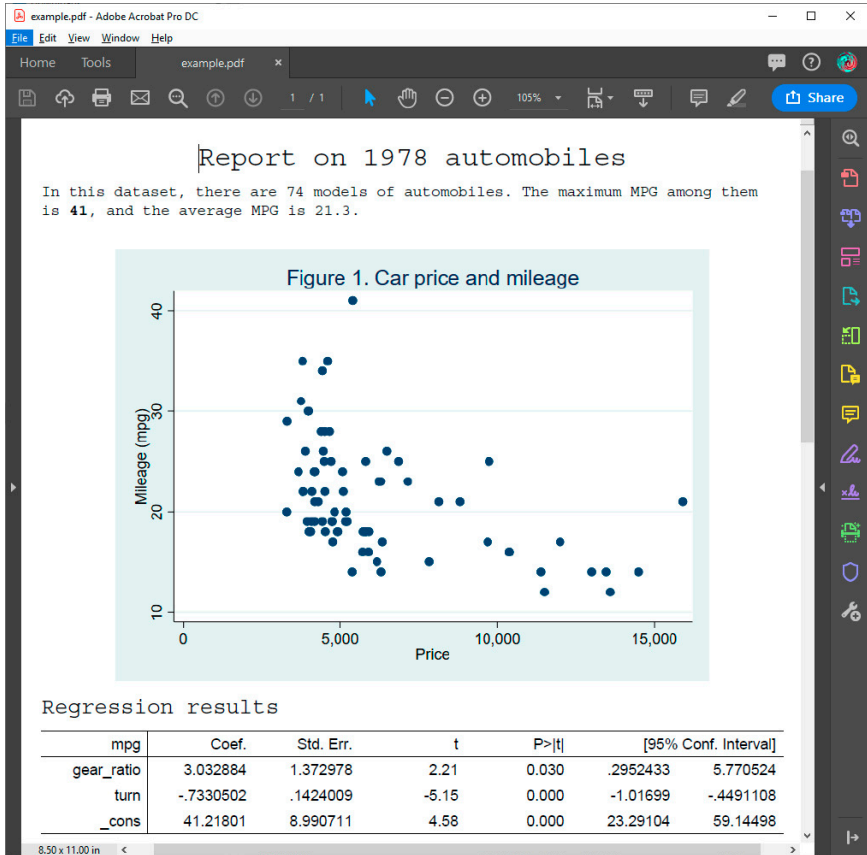 example.pdf - Adobe Acrobat Pro DC
File Edit View Window Help
Home Tools example.pdf ×
1 / 1 105% Share
Report on 1978 automobiles
In this dataset, there are 74 models of automobiles. The maximum MPG among them
is 41, and the average MPG is 21.3.
Figure 1. Car price and mileage
40
30
20
10
Mileage (mpg)
0 5,000 10,000 15,000
Price
Regression results
mpg Coef. Std. Err. t P>|t| [95% Conf. Interval]
gear_ratio 3.032884 1.372978 2.21 0.030 .2952433 5.770524
turn -.7330502 .1424009 -5.15 0.000 -1.01699 -.4491108
_cons 41.21801 8.990711 4.58 0.000 23.29104 59.14498
8.50 x 11.00 in